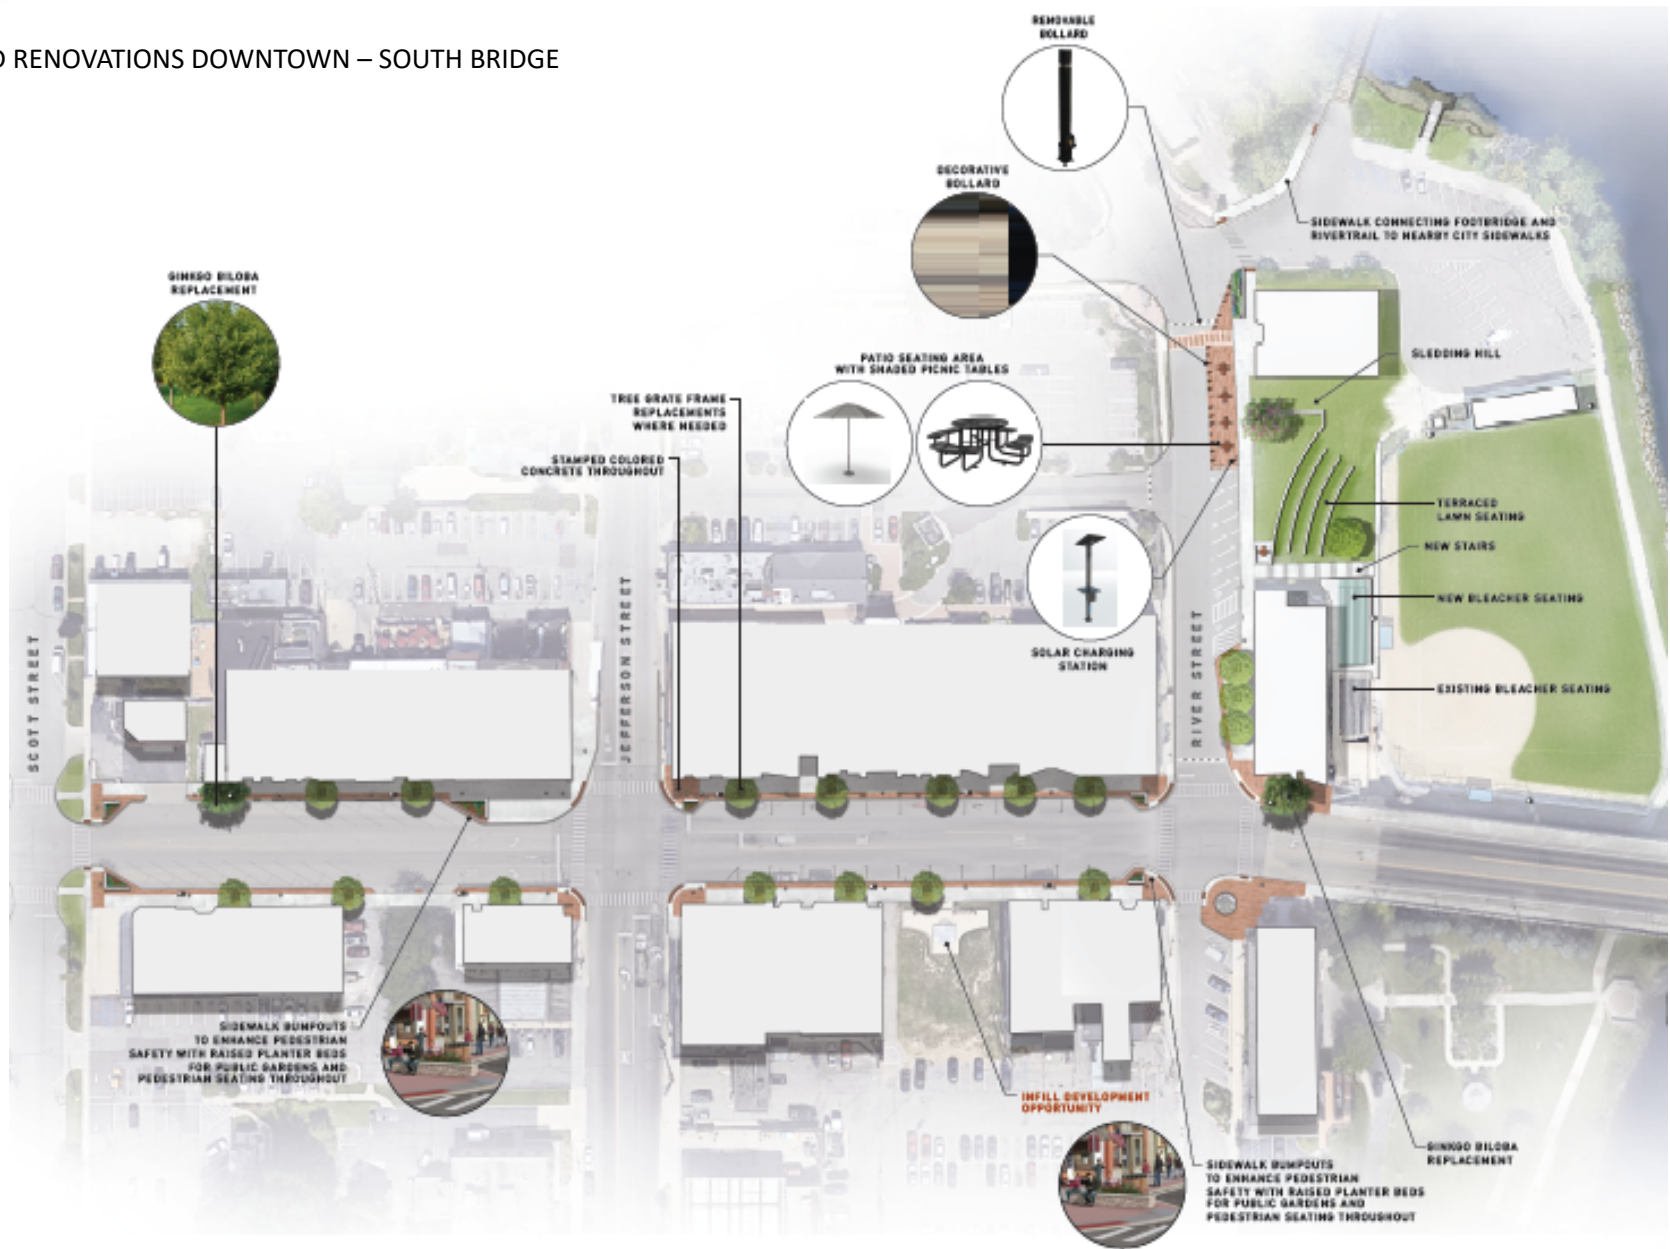 RENOVATIONS DOWNTOWN – SOUTH BRIDGE
REMOVABLE
BOLLARD
DECORATIVE
BOLLARD
SIDEWALK CONNECTING FOOTBRIDGE AND
RIVERTRAIL TO NEARBY CITY SIDEWALKS
GINKGO BILOBA
REPLACEMENT
PATIO SEATING AREA
WITH SHADED PICNIC TABLES
SLEDDING HILL
TREE GRATE FRAME
REPLACEMENTS
WHERE NEEDED
STAMPED COLORED
CONCRETE THROUGHOUT
TERRACED
LAWN SEATING
NEW STAIRS
NEW BLEACHER SEATING
SOLAR CHARGING
STATION
EXISTING BLEACHER SEATING
SCOTT STREET
JEFFERSON STREET
RIVER STREET
SIDEWALK BUMPOUTS
TO ENHANCE PEDESTRIAN
SAFETY WITH RAISED PLANTER BEDS
FOR PUBLIC GARDENS AND
PEDESTRIAN SEATING THROUGHOUT
INFILL DEVELOPMENT
OPPORTUNITY
GINKGO BILOBA
REPLACEMENT
SIDEWALK BUMPOUTS
TO ENHANCE PEDESTRIAN
SAFETY WITH RAISED PLANTER BEDS
FOR PUBLIC GARDENS AND
PEDESTRIAN SEATING THROUGHOUT